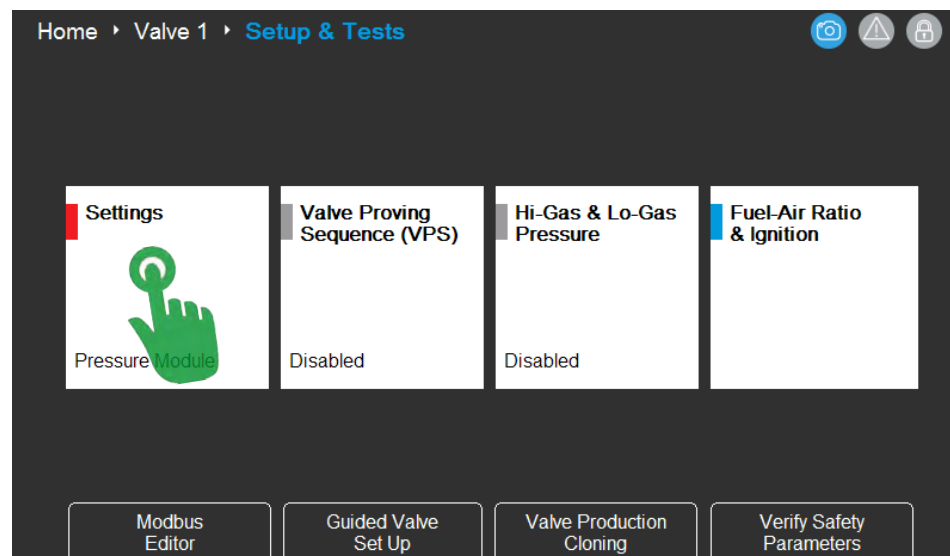 Home ‣ Valve 1 ‣ Setup & Tests
Settings
Pressure Module
Valve Proving
Sequence (VPS)
Disabled
Hi-Gas & Lo-Gas
Pressure
Disabled
Fuel-Air Ratio
& Ignition
Modbus
Editor
Guided Valve
Set Up
Valve Production
Cloning
Verify Safety
Parameters